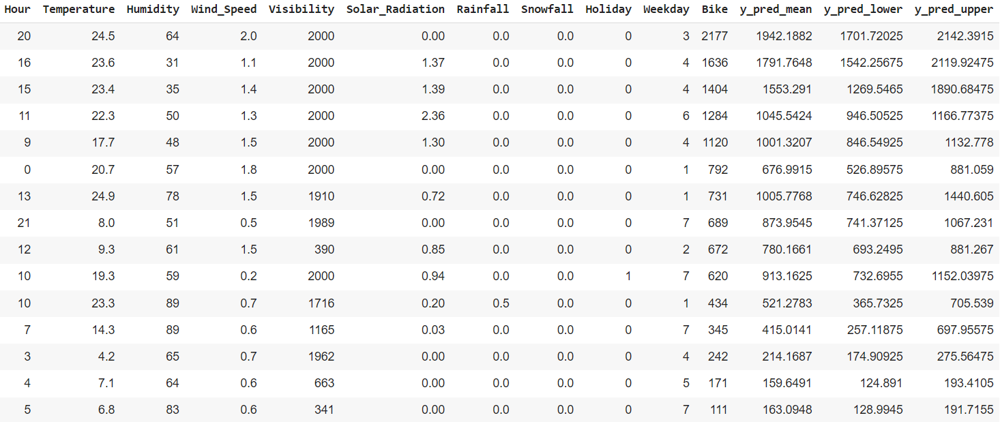 Hour Temperature Humidity Wind_Speed Visibility Solar_Radiation Rainfall Snowfall Holiday Weekday Bike y_pred_mean y_pred_lower y_pred_upper
20 24.5 64 2.0 2000 0.00 0.0 0.0 0 3 2177 1942.1882 1701.72025 2142.3915
16 23.6 31 1.1 2000 1.37 0.0 0.0 0 4 1636 1791.7648 1542.25675 2119.92475
15 23.4 35 1.4 2000 1.39 0.0 0.0 0 4 1404 1553.291 1269.5465 1890.68475
11 22.3 50 1.3 2000 2.36 0.0 0.0 0 6 1284 1045.5424 946.50525 1166.77375
9 17.7 48 1.5 2000 1.30 0.0 0.0 0 4 1120 1001.3207 846.54925 1132.778
0 20.7 57 1.8 2000 0.00 0.0 0.0 0 1 792 676.9915 526.89575 881.059
13 24.9 78 1.5 1910 0.72 0.0 0.0 0 1 731 1005.7768 746.62825 1440.605
21 8.0 51 0.5 1989 0.00 0.0 0.0 0 7 689 873.9545 741.37125 1067.231
12 9.3 61 1.5 390 0.85 0.0 0.0 0 2 672 780.1661 693.2495 881.267
10 19.3 59 0.2 2000 0.94 0.0 0.0 1 7 620 913.1625 732.6955 1152.03975
10 23.3 89 0.7 1716 0.20 0.5 0.0 0 1 434 521.2783 365.7325 705.539
7 14.3 89 0.6 1165 0.03 0.0 0.0 0 7 345 415.0141 257.11875 697.95575
3 4.2 65 0.7 1962 0.00 0.0 0.0 0 4 242 214.1687 174.90925 275.56475
4 7.1 64 0.6 663 0.00 0.0 0.0 0 5 171 159.6491 124.891 193.4105
5 6.8 83 0.6 341 0.00 0.0 0.0 0 7 111 163.0948 128.9945 191.7155